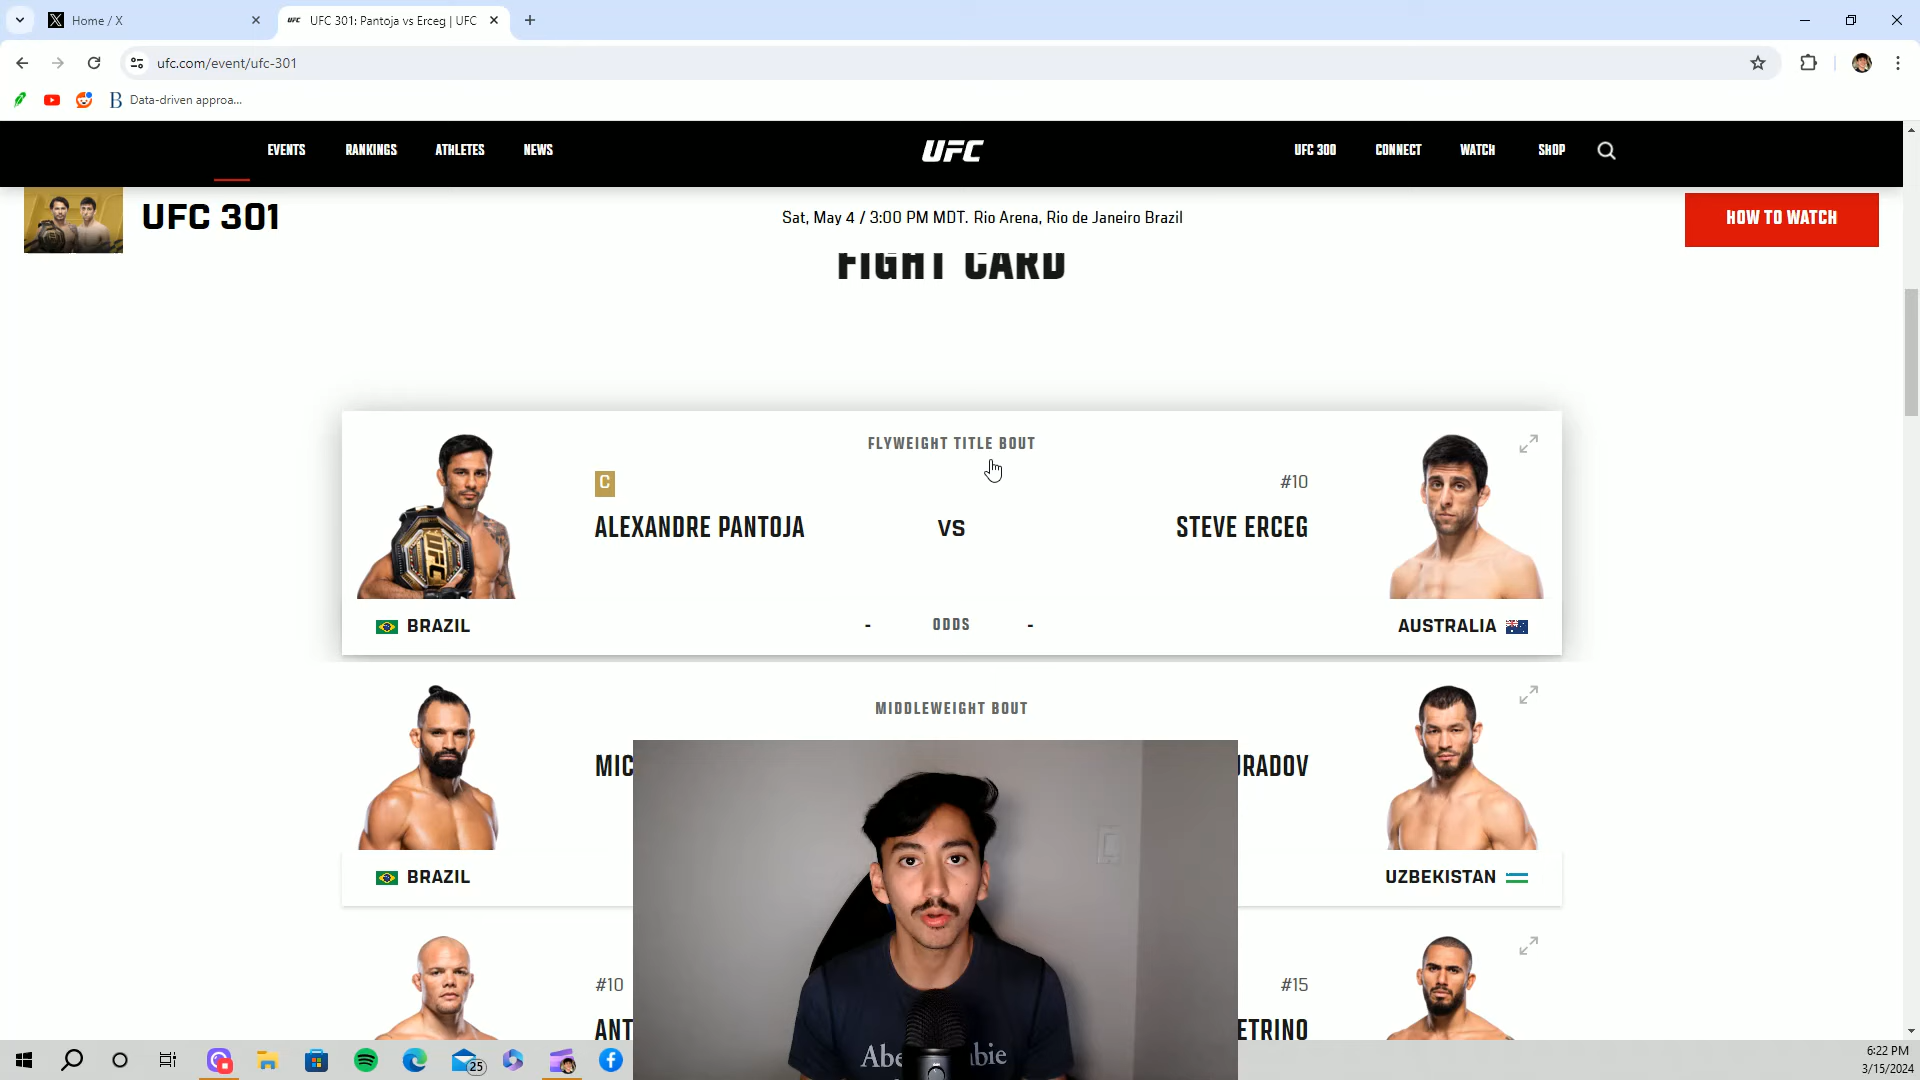 Home / X
UFC 301: Pantoja vs Erceg | UFC
ufc.com/event/ufc-301
Data-driven approa...
EVENTS RANKINGS ATHLETES NEWS UFC UFC 300 CONNECT WATCH SHOP
UFC 301
Sat, May 4 / 3:00 PM MDT. Rio Arena, Rio de Janeiro Brazil
HOW TO WATCH
FIGHT CARD
FLYWEIGHT TITLE BOUT
C
#10
ALEXANDRE PANTOJA VS STEVE ERCEG
BRAZIL - ODDS - AUSTRALIA
MIDDLEWEIGHT BOUT
MIC
URADOV
BRAZIL
UZBEKISTAN
#10
#15
ANT
ETRINO
Abe
bie
25
6:22 PM
3/15/2024